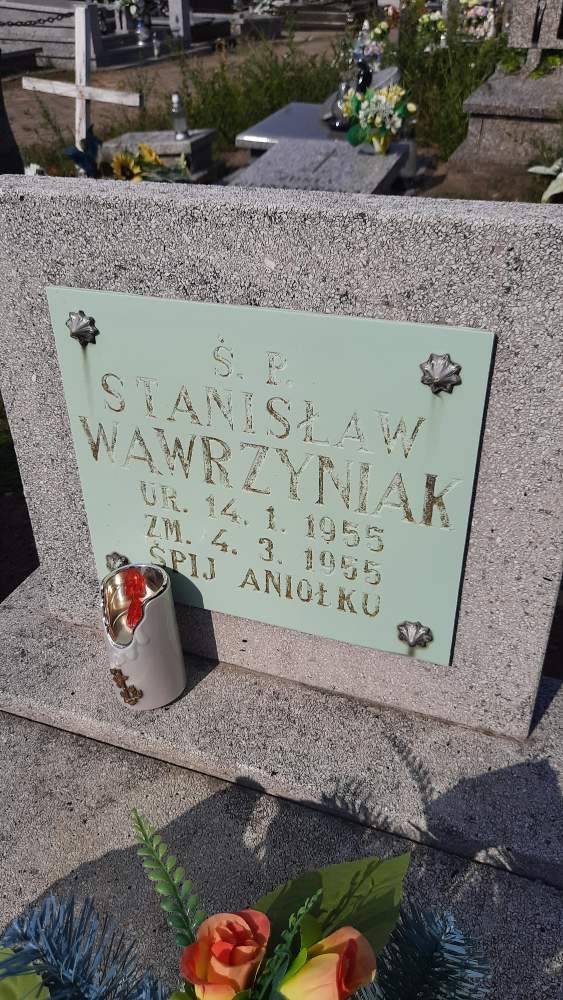 Ś. P.
STANISŁAW
WAWRZYNIAK
UR. 14. 1. 1955
ZM. 4. 3. 1955
ŚPIJ ANIOŁKU